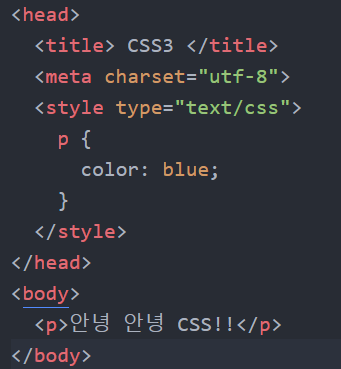 <head>
<title> CSS3 </title>
<meta charset="utf-8">
<style type="text/css">
p {
color: blue;
}
</style>
</head>
<body>
<p>안녕 안녕 CSS!!</p>
</body>